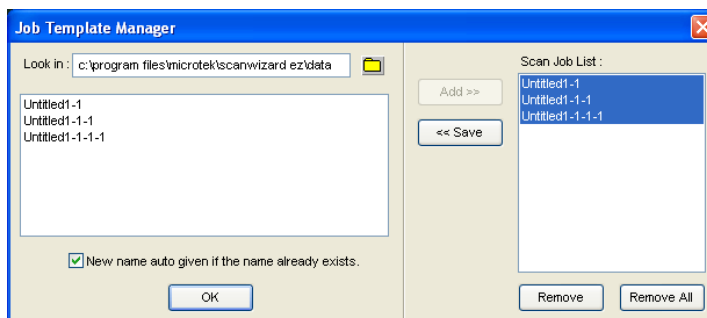 Job Template Manager
Look in : c:\program files\microtek\scanwizard ez\data
Untitled1-1
Untitled1-1-1
Untitled1-1-1-1
New name auto given if the name already exists.
OK
Add >>
<< Save
Scan Job List :
Untitled1-1
Untitled1-1-1
Untitled1-1-1-1
Remove
Remove All